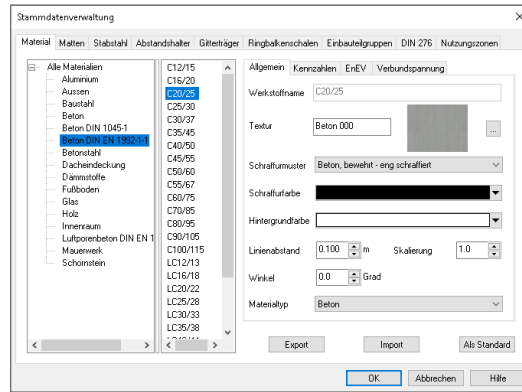 Stammdatenverwaltung
Material Matten Stabstahl Abstandshalter Gitterträger Ringbalkenschalen Einbauteilgruppen DIN 276 Nutzungszonen
Alle Materialien
Aluminium
Aussen
Baustahl
Beton
Beton DIN 1045-1
Beton DIN EN 1992-1-1
Betonstahl
Dacheindeckung
Dämmstoffe
Fußboden
Glas
Holz
Innenraum
Luftporenbeton DIN EN 1
Mauerwerk
Schornstein
C12/15
C16/20
C20/25
C25/30
C30/37
C35/45
C40/50
C45/55
C50/60
C55/67
C60/75
C70/85
C80/95
C90/105
C100/115
LC12/13
LC16/18
LC20/22
LC25/28
LC30/33
LC35/38
Allgemein Kennzahlen EnEV Verbundspannung
Werkstoffname C20/25
Textur Beton 000 ...
Schraffurmuster Beton, bewehrt - eng schraffiert
Schraffurfarbe
Hintergrundfarbe
Linienabstand 0.100 m Skalierung 1.0
Winkel 0.0 Grad
Materialtyp Beton
Export Import Als Standard
OK Abbrechen Hilfe